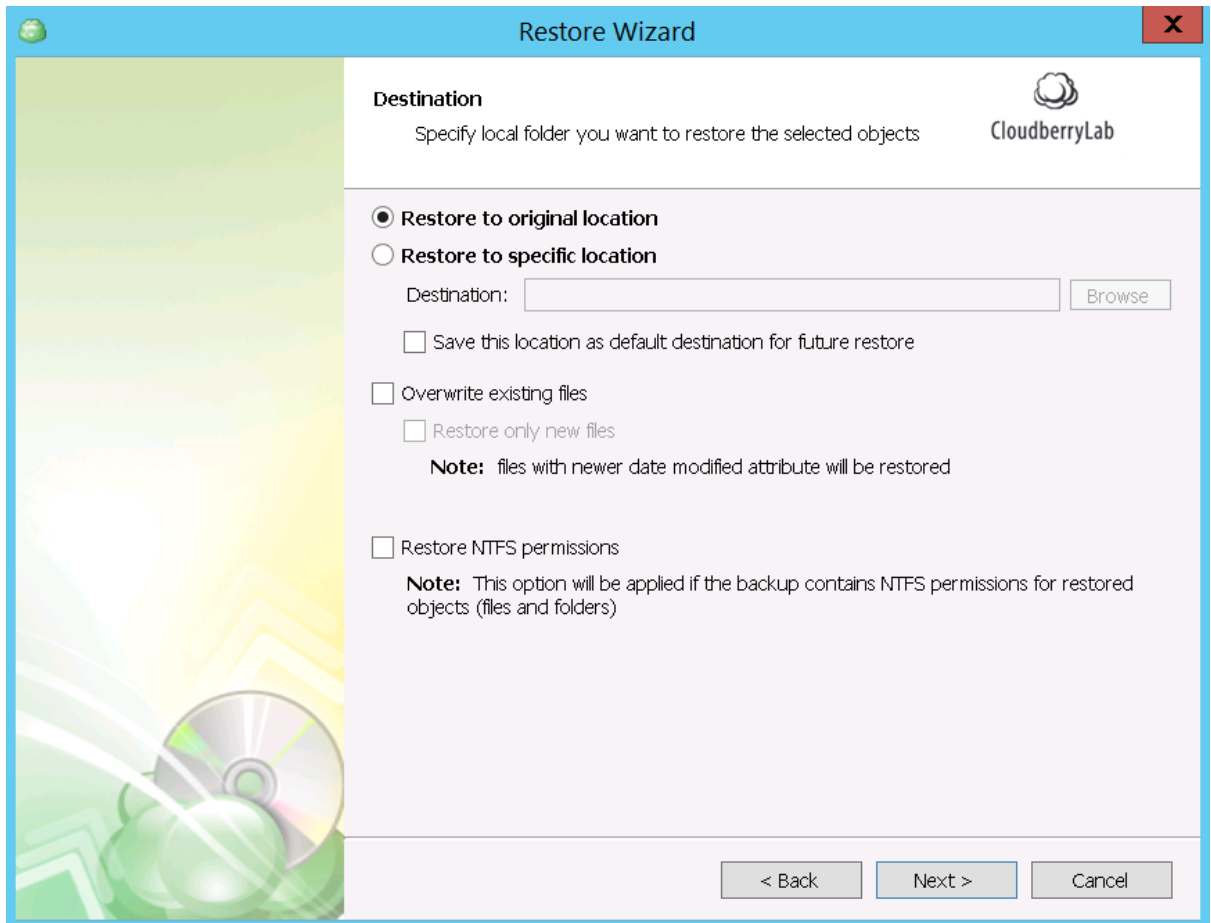 Restore Wizard
X
Destination
Specify local folder you want to restore the selected objects
CloudberryLab
Restore to original location
Restore to specific location
Destination:
Browse
Save this location as default destination for future restore
Overwrite existing files
Restore only new files
Note: files with newer date modified attribute will be restored
Restore NTFS permissions
Note: This option will be applied if the backup contains NTFS permissions for restored
objects (files and folders)
< Back Next > Cancel